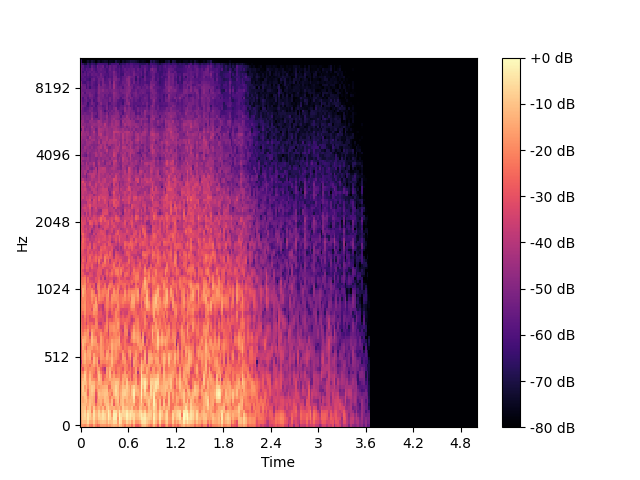 +0 dB
8192
-10 dB
4096
-20 dB
-30 dB
2048
Hz
-40 dB
1024
-50 dB
-60 dB
512
-70 dB
0
-80 dB
0 0.6 1.2 1.8 2.4 3 3.6 4.2 4.8
Time